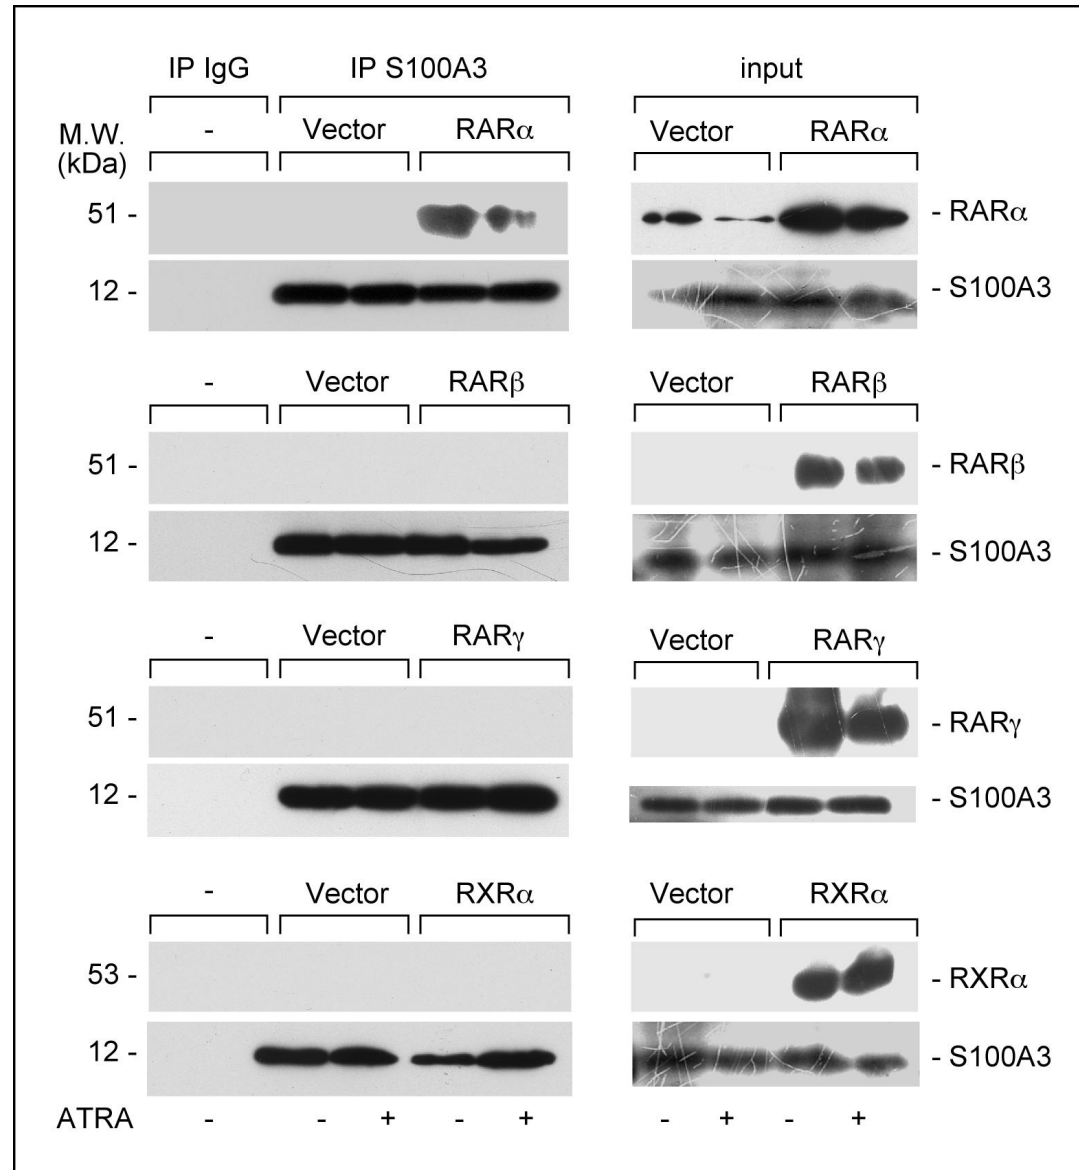 IP IgG IP S100A3 input
M.W. (kDa) - Vector RARα Vector RARα
51 - - RARα
12 - - S100A3
- Vector RARβ Vector RARβ
51 - - RARβ
12 - - S100A3
- Vector RARγ Vector RARγ
51 - - RARγ
12 - - S100A3
- Vector RXRα Vector RXRα
53 - - RXRα
12 - - S100A3
ATRA - - + - + - + - +